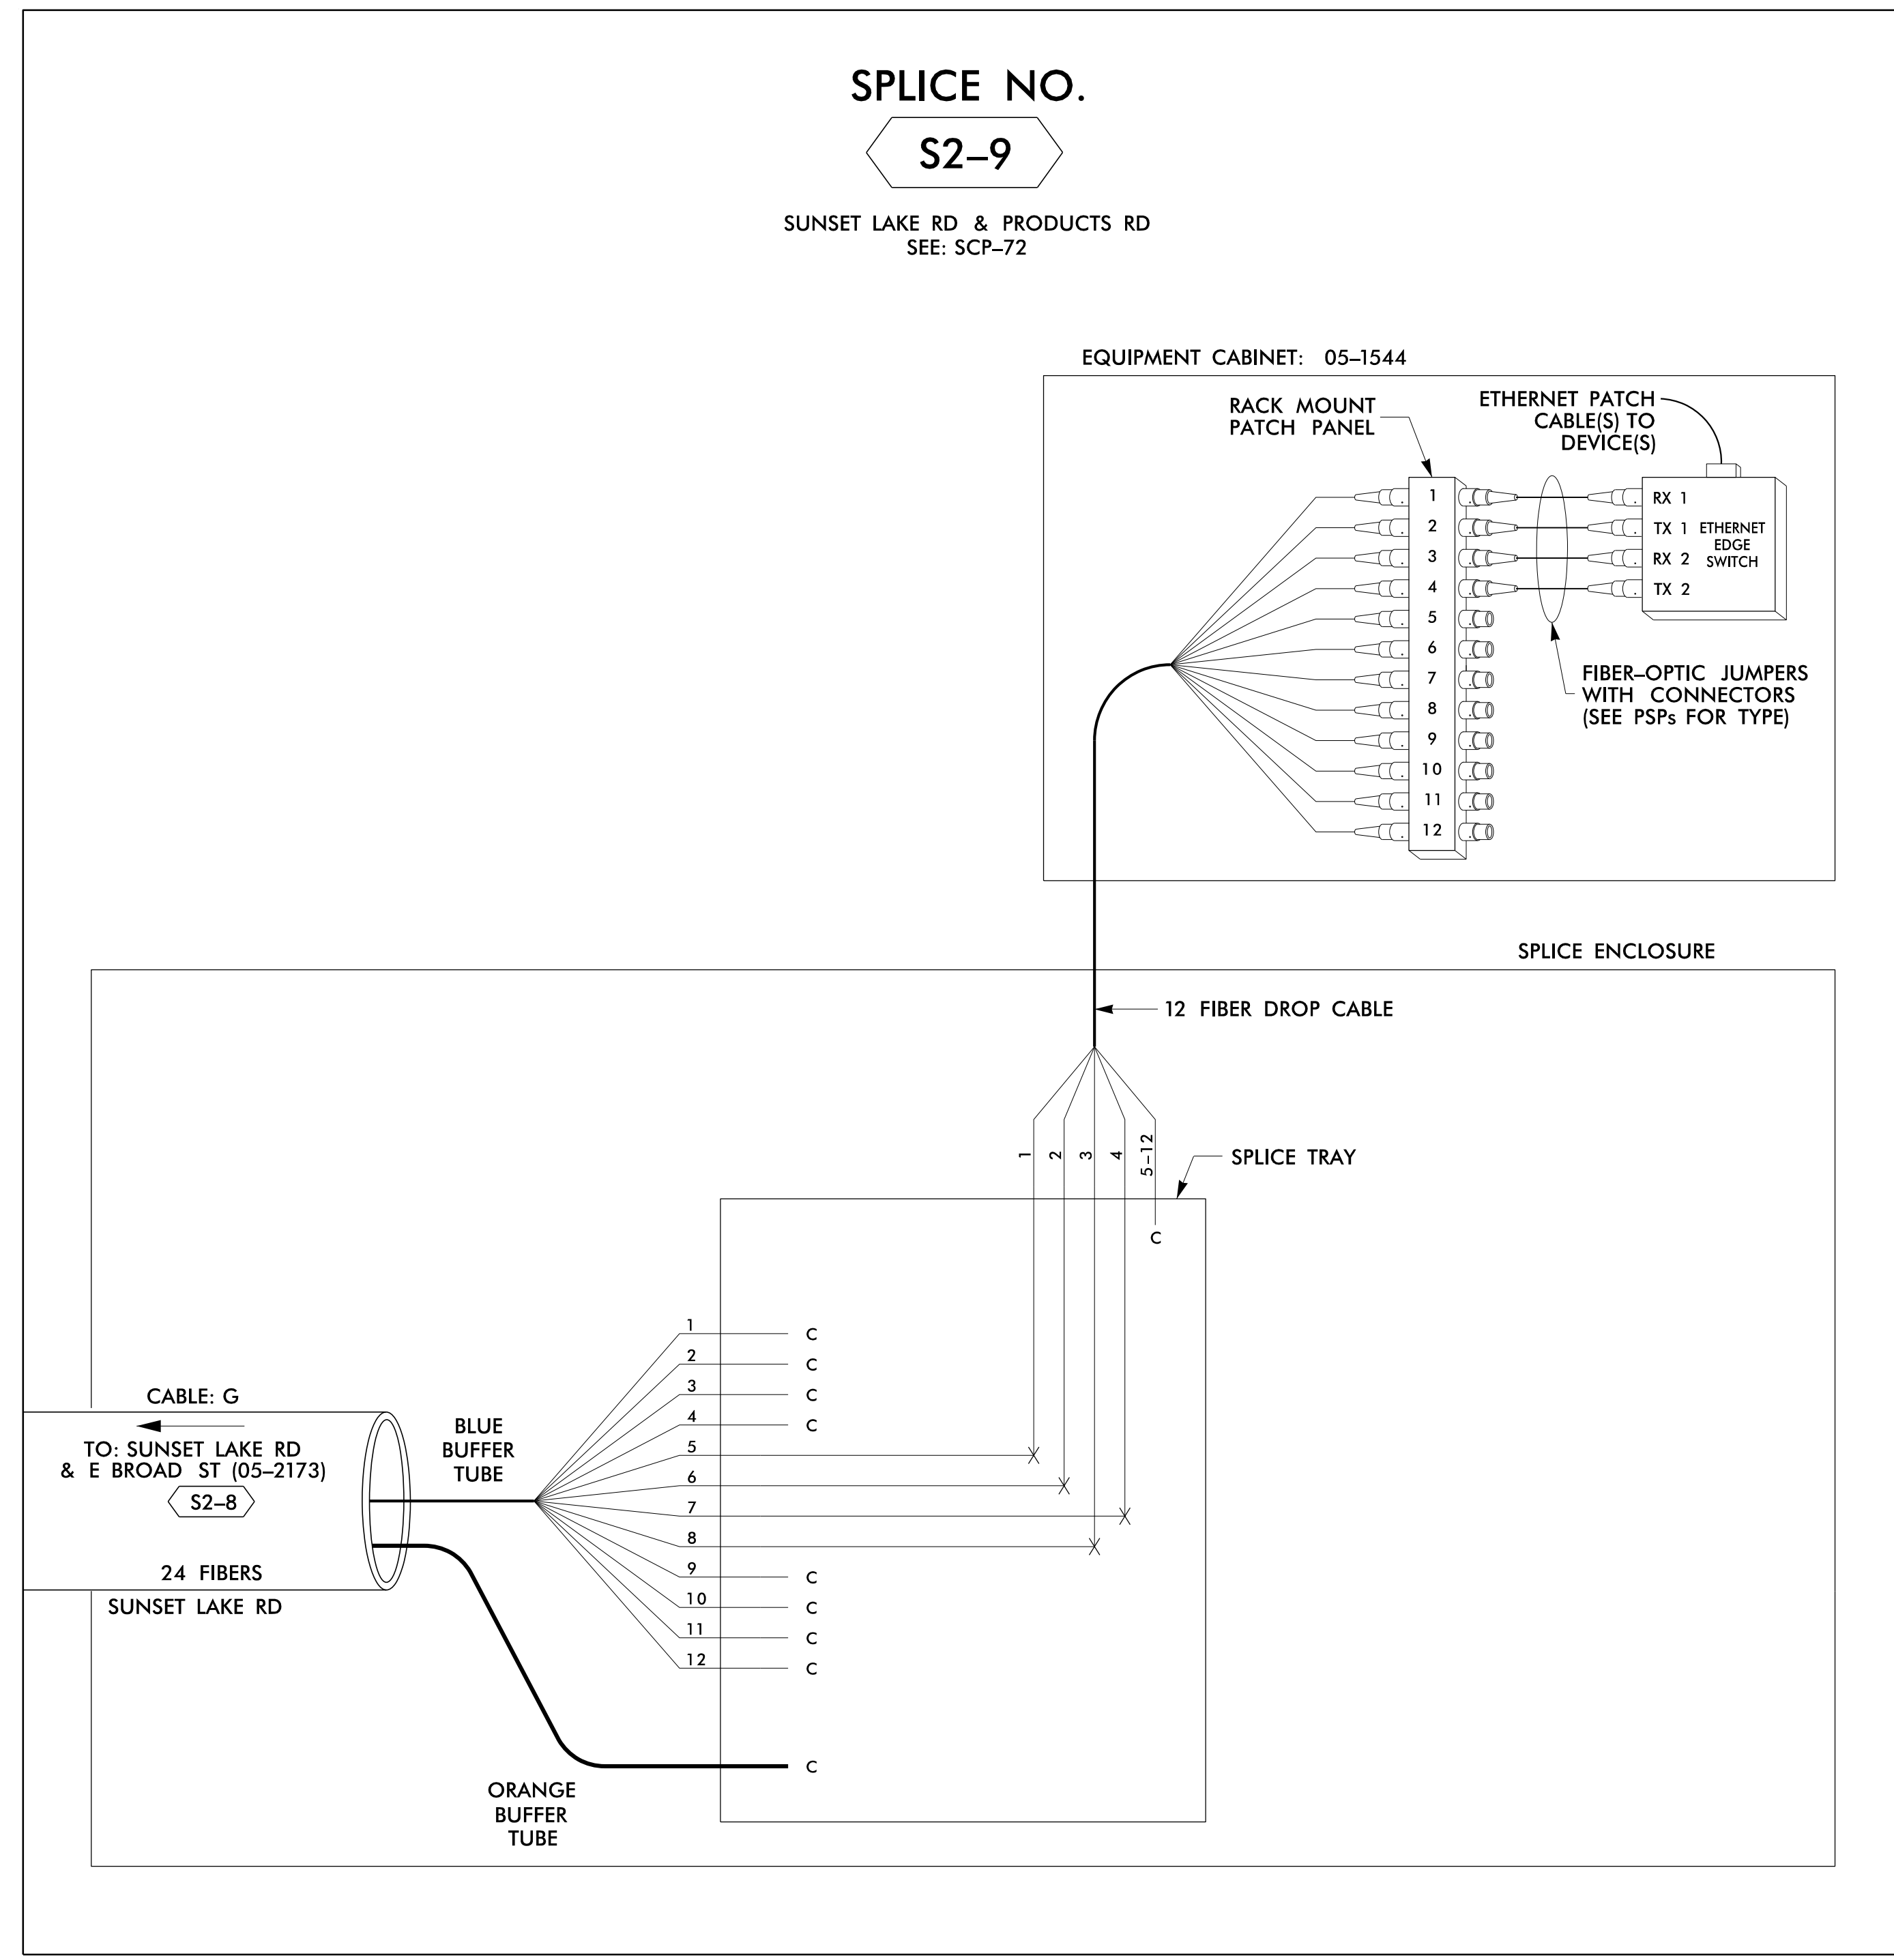 SPLICE NO.
S2–9
SUNSET LAKE RD & PRODUCTS RD
SEE: SCP–72
EQUIPMENT CABINET: 05–1544
RACK MOUNT
PATCH PANEL
ETHERNET PATCH
CABLE(S) TO
DEVICE(S)
1
2
3
4
5
6
7
8
9
10
11
12
RX 1
TX 1
RX 2
TX 2
ETHERNET
EDGE
SWITCH
FIBER–OPTIC JUMPERS
WITH CONNECTORS
(SEE PSPs FOR TYPE)
SPLICE ENCLOSURE
12 FIBER DROP CABLE
1
2
3
4
5–12
SPLICE TRAY
C
1 C
2 C
3 C
4 C
5
6
7
8
9 C
10 C
11 C
12 C
CABLE: G
TO: SUNSET LAKE RD
& E BROAD ST (05–2173)
S2–8
24 FIBERS
SUNSET LAKE RD
BLUE
BUFFER
TUBE
C
ORANGE
BUFFER
TUBE